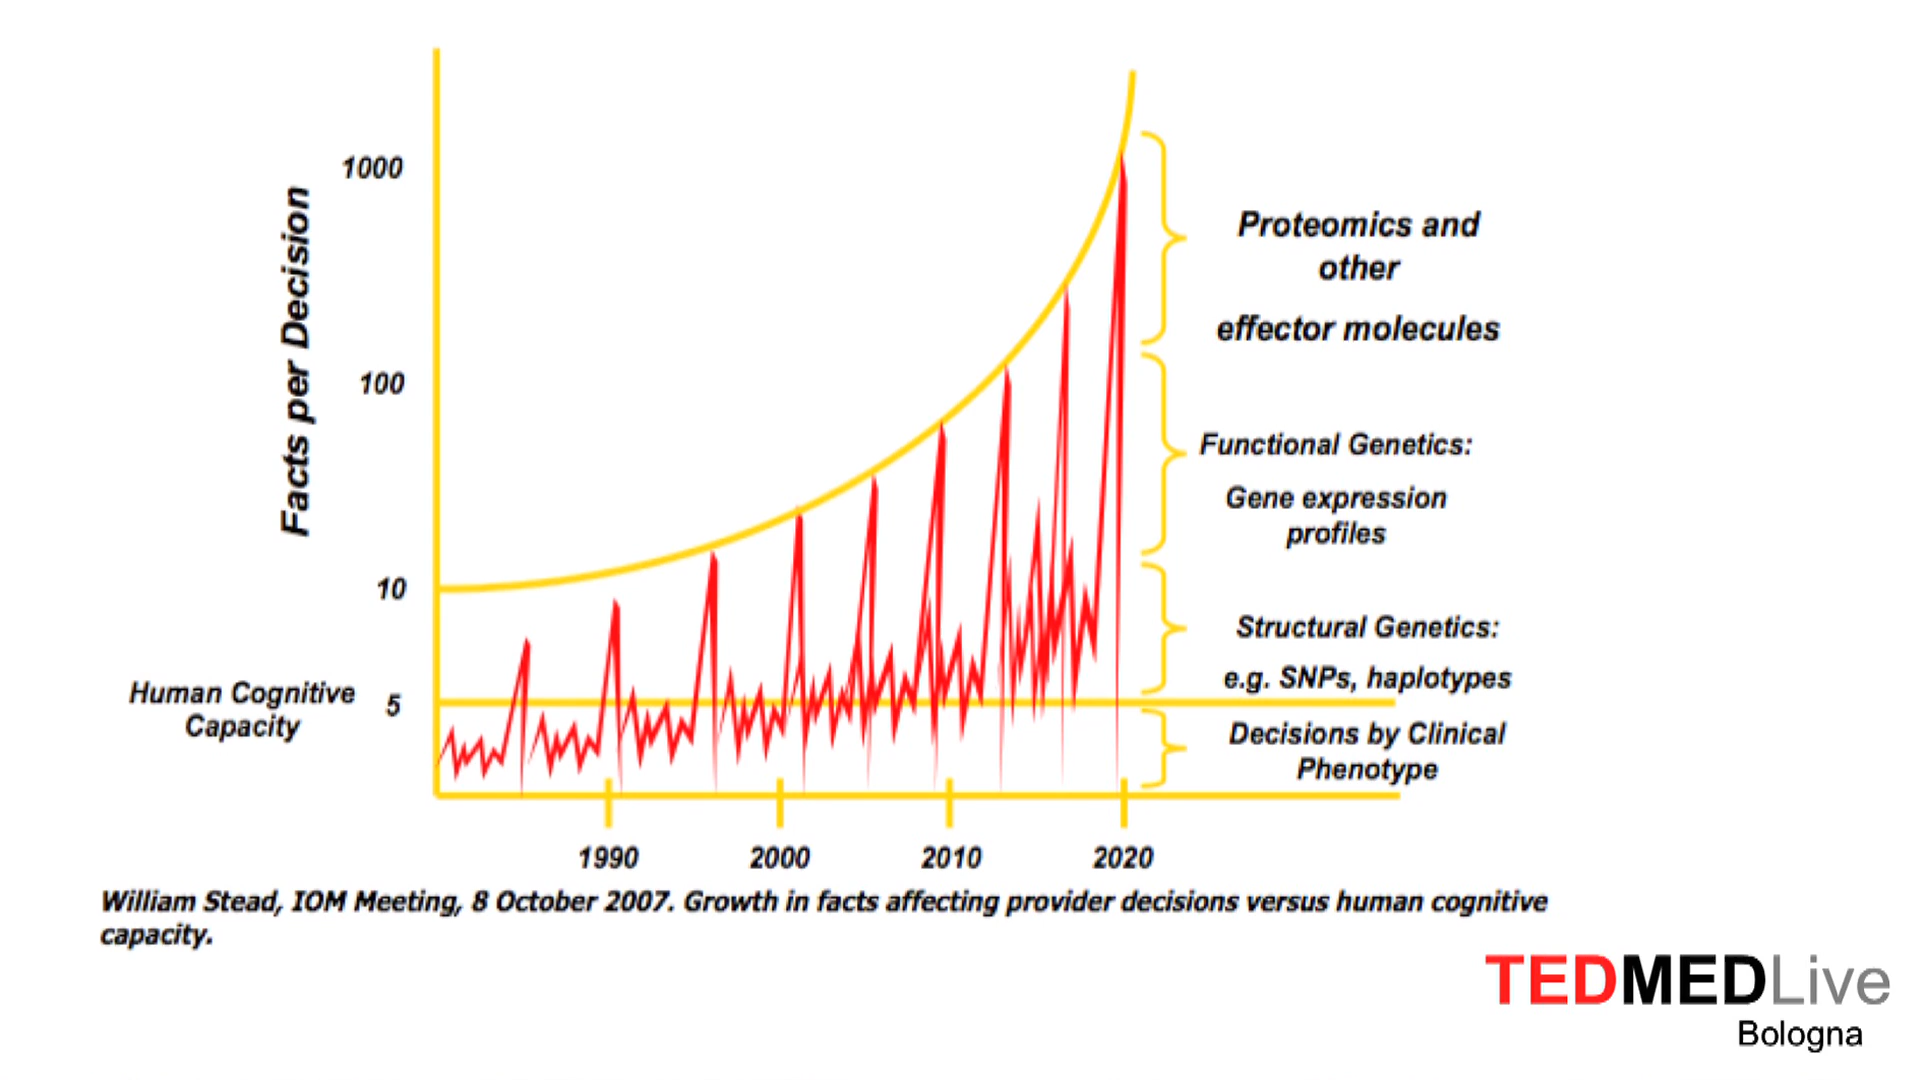 Facts per Decision
1000
100
10
5
Human Cognitive
Capacity
1990
2000
2010
2020
Proteomics and
other
effector molecules
Functional Genetics:
Gene expression
profiles
Structural Genetics:
e.g. SNPs, haplotypes
Decisions by Clinical
Phenotype
William Stead, IOM Meeting, 8 October 2007. Growth in facts affecting provider decisions versus human cognitive
capacity.
TEDMEDLive
Bologna